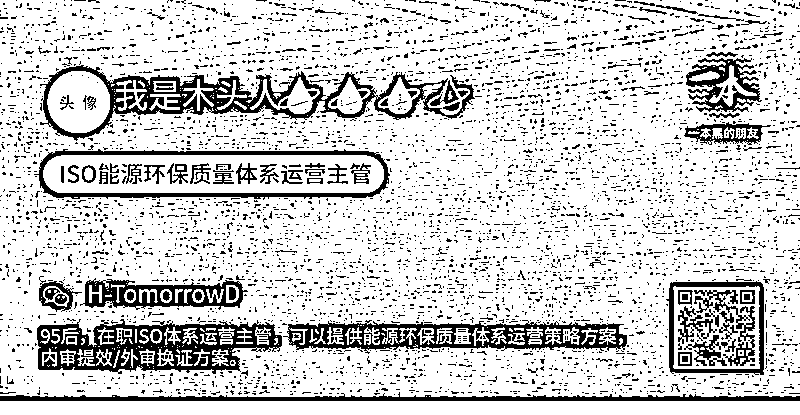 头 像
我是木头人
一木
一本黑的朋友
ISO能源环保质量体系运营主管
H-TomorrowD
95后，在职ISO体系运营主管，可以提供能源环保质量体系运营策略方案，
内审提效/外审换证方案。